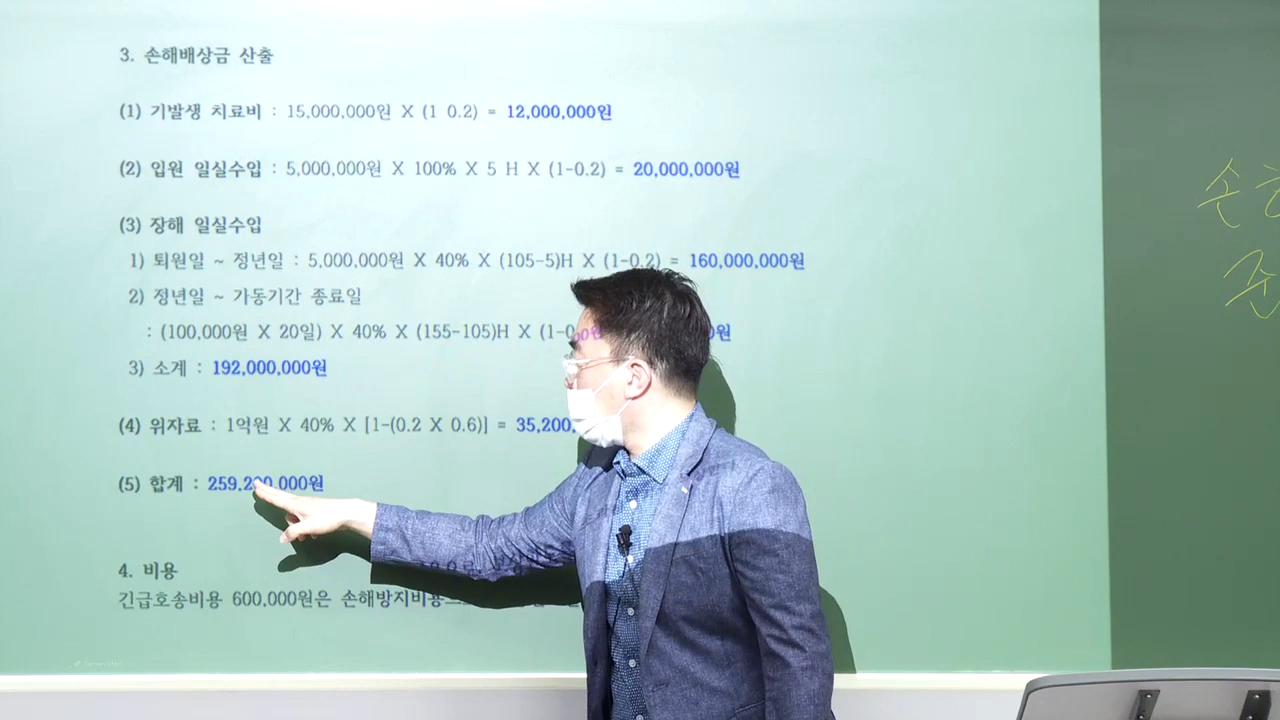 3. 손해배상금 산출
(1) 기발생 치료비 : 15,000,000원 X (1 0.2) = 12,000,000원
(2) 입원 일실수입 : 5,000,000원 X 100% X 5 H X (1-0.2) = 20,000,000원
(3) 장해 일실수입
1) 퇴원일 ~ 정년일 : 5,000,000원 X 40% X (105-5)H X (1-0.2) = 160,000,000원
2) 정년일 ~ 가동기간 종료일
: (100,000원 X 20일) X 40% X (155-105)H X (1-0
3) 소계 : 192,000,000원
(4) 위자료 : 1억원 X 40% X [1-(0.2 X 0.6)] = 35,200,
(5) 합계 : 259,200,000원
4. 비용
긴급호송비용 600,000원은 손해방지비용으
손
준